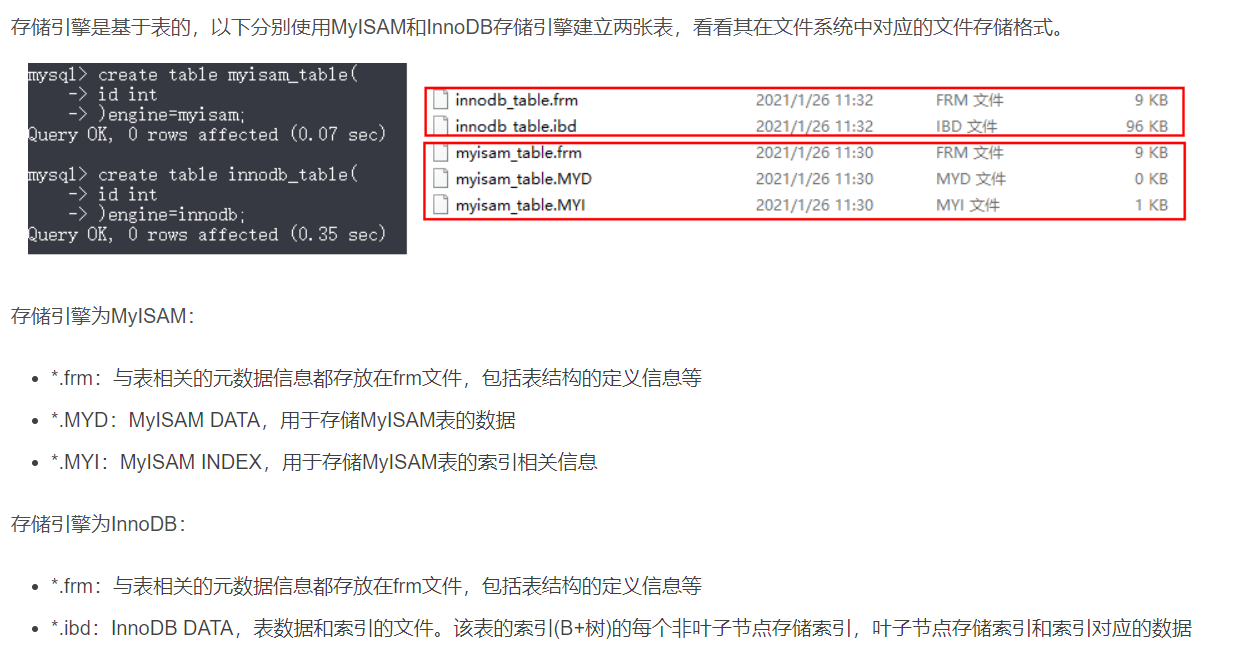 存储引擎是基于表的，以下分别使用MyISAM和InnoDB存储引擎建立两张表，看看其在文件系统中对应的文件存储格式。
mysql> create table myisam_table(
-> id int
-> )engine=myisam;
Query OK, 0 rows affected (0.07 sec)
mysql> create table innodb_table(
-> id int
-> )engine=innodb;
Query OK, 0 rows affected (0.35 sec)
innodb_table.frm 2021/1/26 11:32 FRM 文件 9 KB
innodb_table.ibd 2021/1/26 11:32 IBD 文件 96 KB
myisam_table.frm 2021/1/26 11:30 FRM 文件 9 KB
myisam_table.MYD 2021/1/26 11:30 MYD 文件 0 KB
myisam_table.MYI 2021/1/26 11:30 MYI 文件 1 KB
存储引擎为MyISAM：
• *.frm：与表相关的元数据信息都存放在frm文件，包括表结构的定义信息等
• *.MYD：MyISAM DATA，用于存储MyISAM表的数据
• *.MYI：MyISAM INDEX，用于存储MyISAM表的索引相关信息
存储引擎为InnoDB：
• *.frm：与表相关的元数据信息都存放在frm文件，包括表结构的定义信息等
• *.ibd：InnoDB DATA，表数据和索引的文件。该表的索引(B+树)的每个非叶子节点存储索引，叶子节点存储索引和索引对应的数据